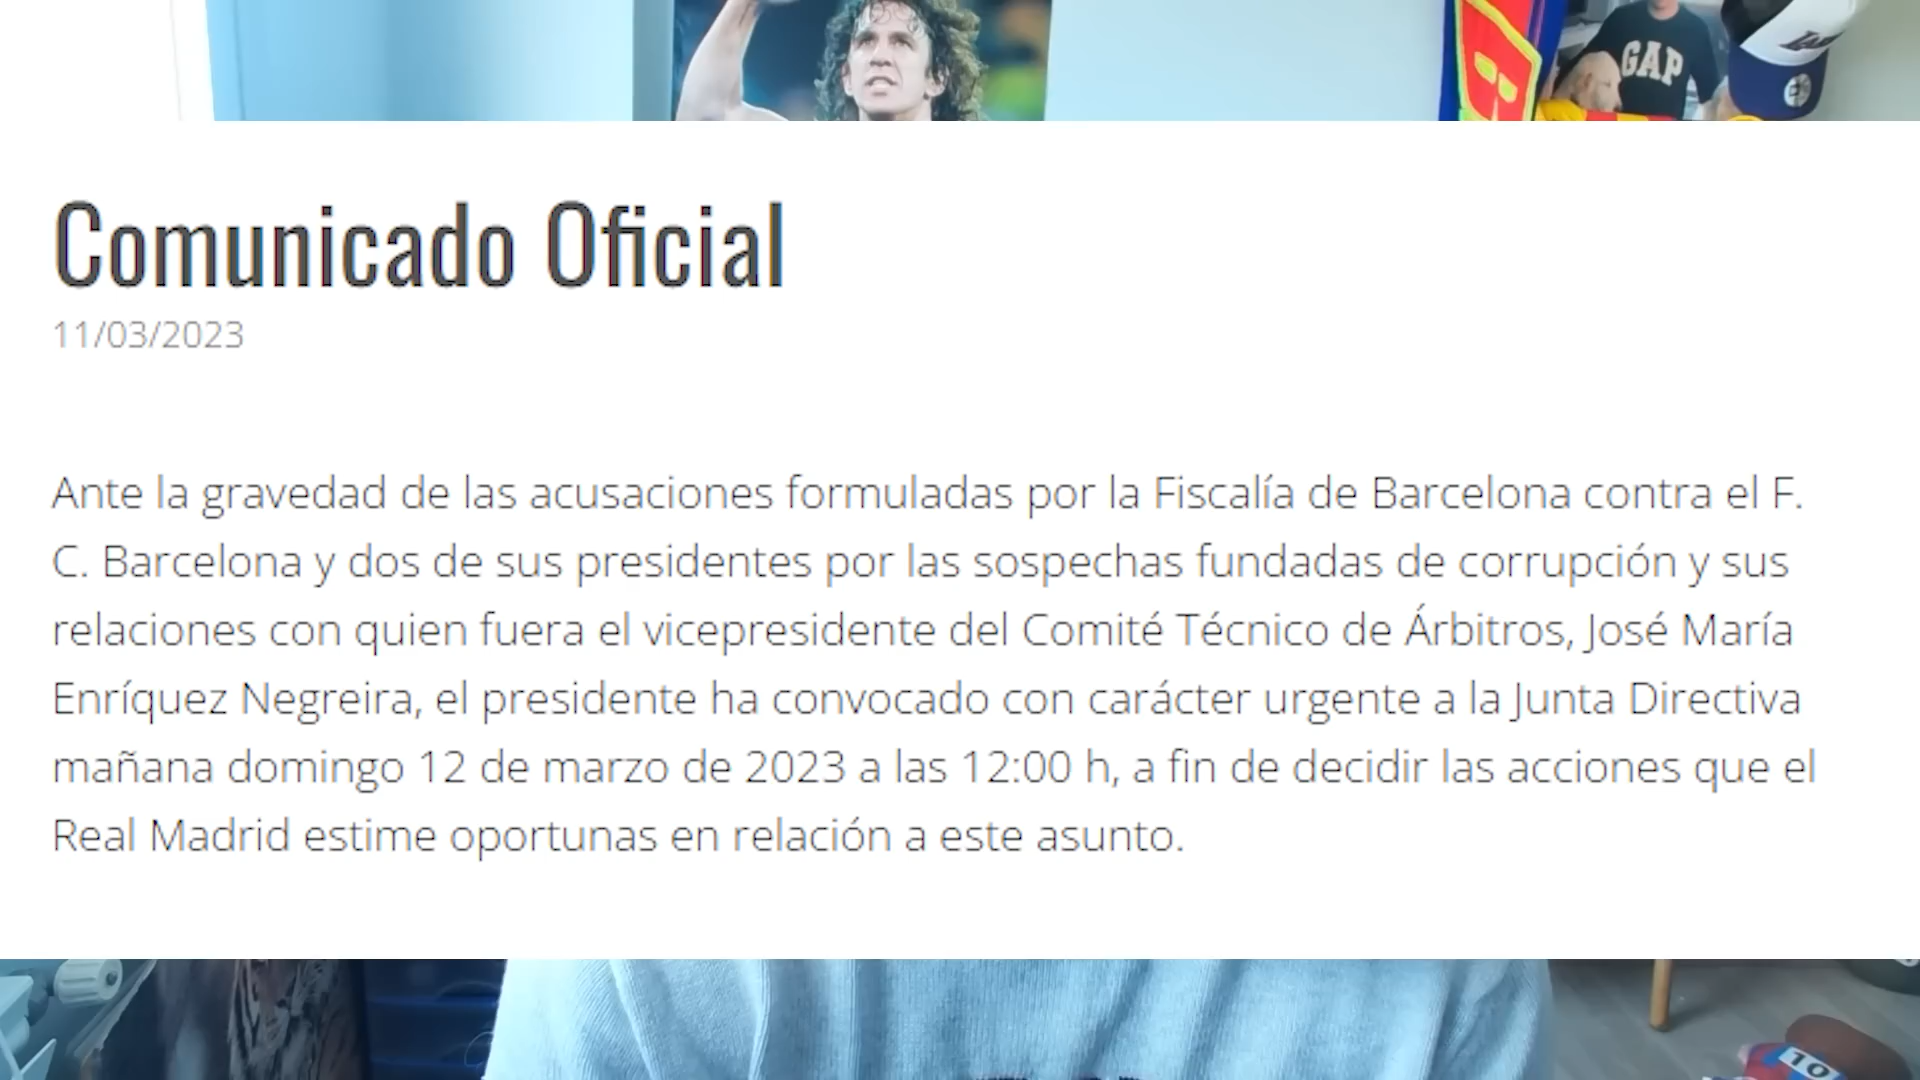 GAP
Comunicado Oficial
11/03/2023
Ante la gravedad de las acusaciones formuladas por la Fiscalía de Barcelona contra el F.
C. Barcelona y dos de sus presidentes por las sospechas fundadas de corrupción y sus
relaciones con quien fuera el vicepresidente del Comité Técnico de Árbitros, José María
Enríquez Negreira, el presidente ha convocado con carácter urgente a la Junta Directiva
mañana domingo 12 de marzo de 2023 a las 12:00 h, a fin de decidir las acciones que el
Real Madrid estime oportunas en relación a este asunto.
10